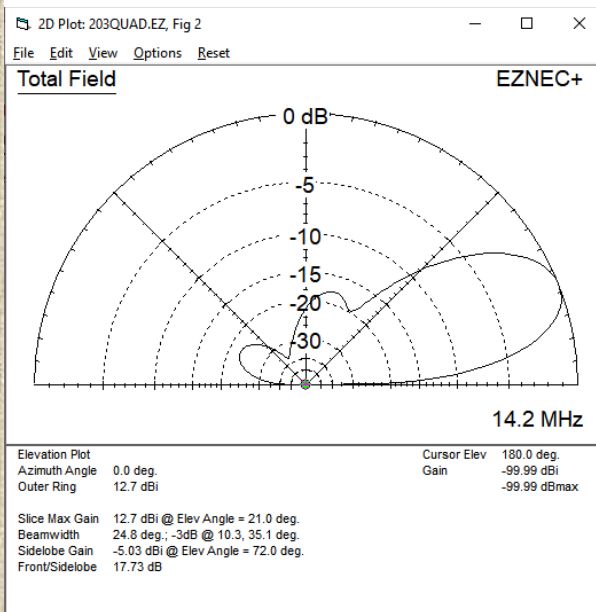 2D Plot: 203QUAD.EZ, Fig 2
File Edit View Options Reset
Total Field EZNEC+
0 dB
-5
-10
-15
-20
-30
14.2 MHz
Elevation Plot Cursor Elev 180.0 deg.
Azimuth Angle 0.0 deg. Gain -99.99 dBi
Outer Ring 12.7 dBi -99.99 dBmax
Slice Max Gain 12.7 dBi @ Elev Angle = 21.0 deg.
Beamwidth 24.8 deg.; -3dB @ 10.3, 35.1 deg.
Sidelobe Gain -5.03 dBi @ Elev Angle = 72.0 deg.
Front/Sidelobe 17.73 dB